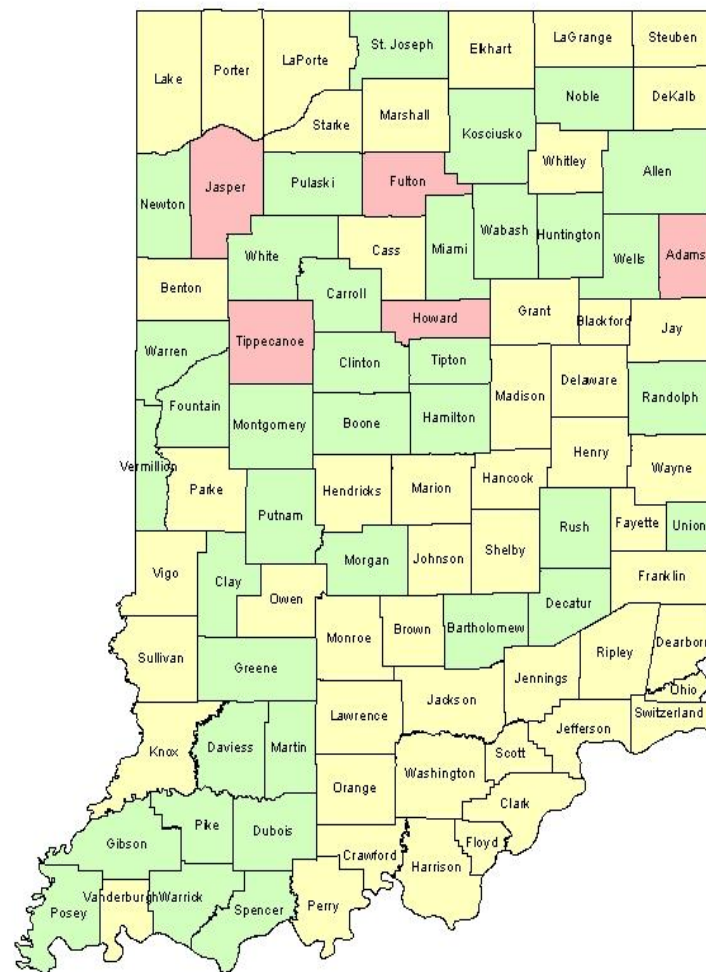 St. Joseph
Elkhart
LaGrange
Steuben
Lake
Porter
LaPorte
Noble
DeKalb
Starke
Marshall
Kosciusko
Whitley
Allen
Newton
Jasper
Pulaski
Fulton
White
Cass
Miami
Wabash
Huntington
Wells
Adams
Benton
Carroll
Howard
Grant
Blackford
Jay
Warren
Tippecanoe
Clinton
Tipton
Madison
Delaware
Randolph
Fountain
Montgomery
Boone
Hamilton
Henry
Wayne
Vermillion
Parke
Putnam
Hendricks
Marion
Hancock
Rush
Fayette
Union
Vigo
Clay
Owen
Morgan
Johnson
Shelby
Franklin
Decatur
Sullivan
Greene
Monroe
Brown
Bartholomew
Jennings
Ripley
Dearborn
Ohio
Switzerland
Knox
Daviess
Martin
Lawrence
Jackson
Jefferson
Scott
Orange
Washington
Clark
Gibson
Pike
Dubois
Crawford
Harrison
Floyd
Posey
Vanderburgh
Warrick
Spencer
Perry